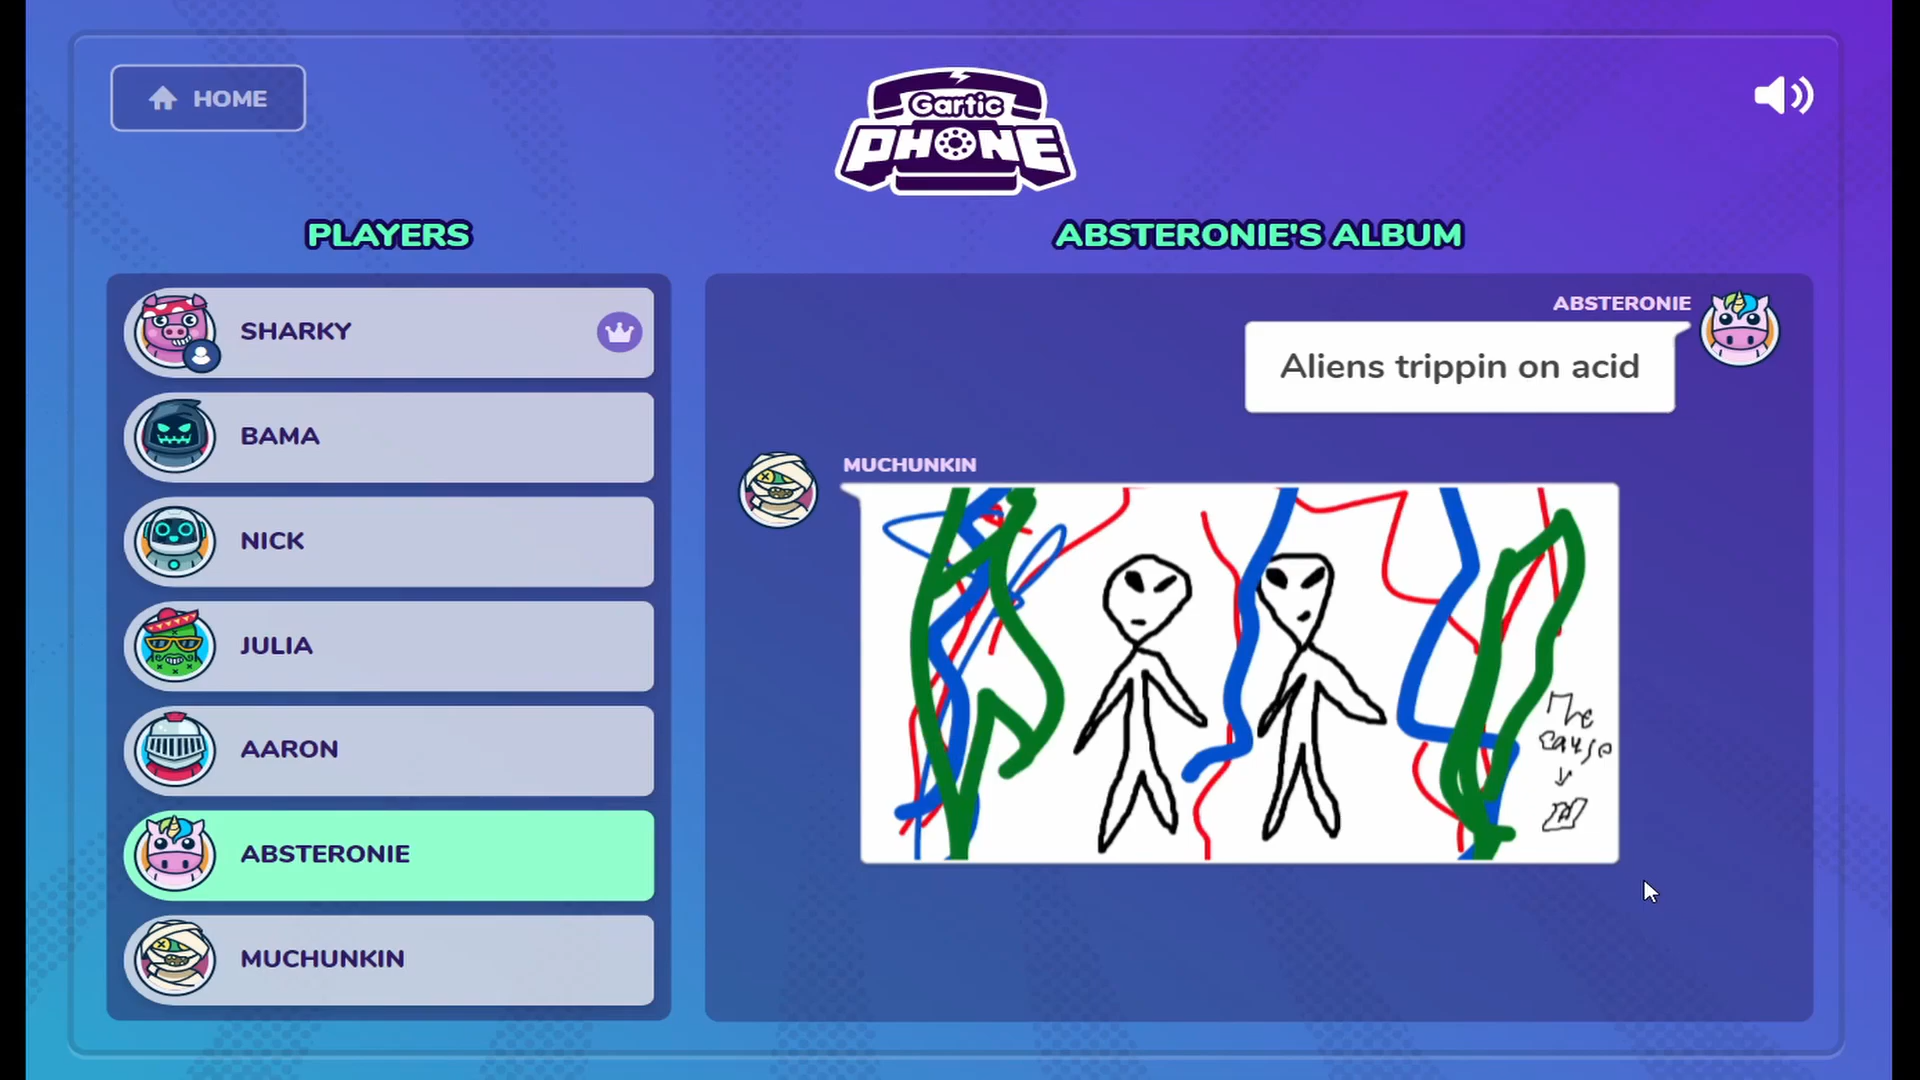 HOME
Gartic
PHONE
PLAYERS
ABSTERONIE'S ALBUM
SHARKY
BAMA
NICK
JULIA
AARON
ABSTERONIE
MUCHUNKIN
ABSTERONIE
Aliens trippin on acid
MUCHUNKIN
The
cause